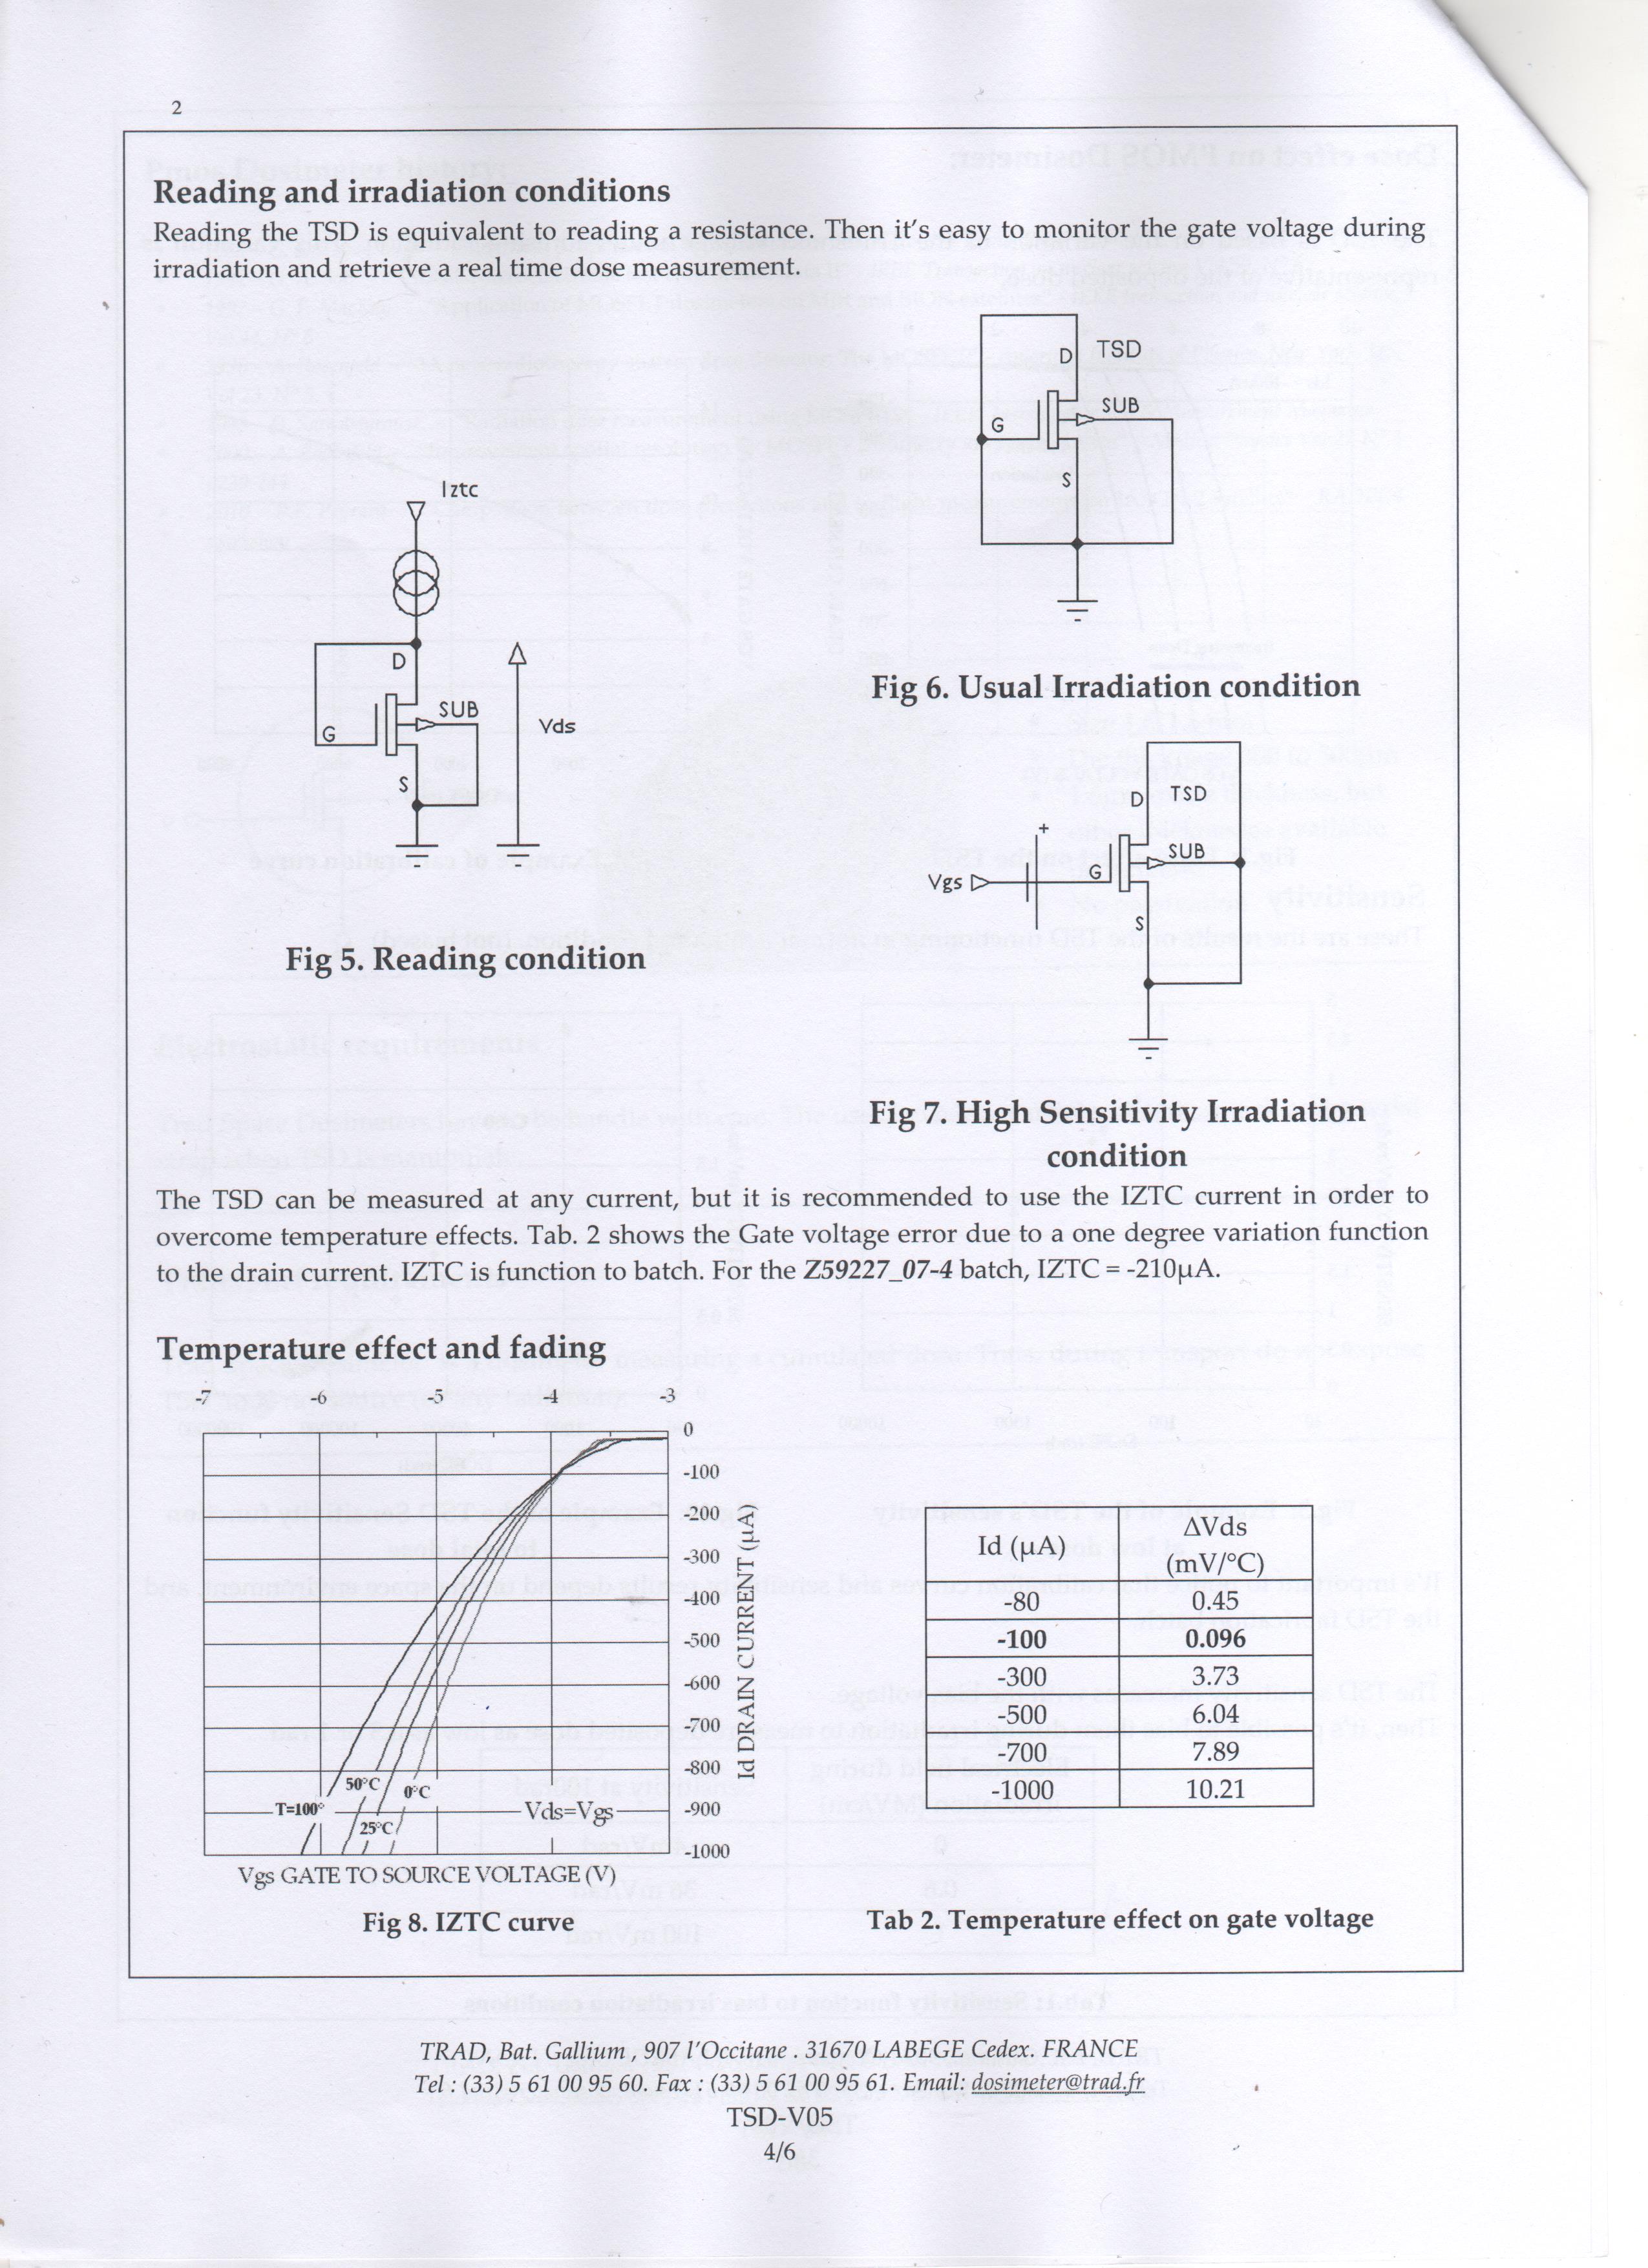 2
Reading and irradiation conditions
Reading the TSD is equivalent to reading a resistance. Then it's easy to monitor the gate voltage during
irradiation and retrieve a real time dose measurement.
Iztc
D
SUB
G
S
Vds
Fig 5. Reading condition
D
TSD
SUB
G
S
Fig 6. Usual Irradiation condition
D
TSD
+
SUB
Vgs
G
S
Fig 7. High Sensitivity Irradiation
condition
The TSD can be measured at any current, but it is recommended to use the IZTC current in order to
overcome temperature effects. Tab. 2 shows the Gate voltage error due to a one degree variation function
to the drain current. IZTC is function to batch. For the Z59227_07-4 batch, IZTC = -210µA.
Temperature effect and fading
-7 -6 -5 -4 -3
0
-100
-200
-300
-400
-500
-600
-700
-800
-900
-1000
Id DRAIN CURRENT (µA)
50°C
0°C
T=100°
Vds=Vgs
25°C
Vgs GATE TO SOURCE VOLTAGE (V)
Fig 8. IZTC curve
Id (µA) ΔVds
(mV/°C)
-80 0.45
-100 0.096
-300 3.73
-500 6.04
-700 7.89
-1000 10.21
Tab 2. Temperature effect on gate voltage
TRAD, Bat. Gallium , 907 l'Occitane . 31670 LABEGE Cedex. FRANCE
Tel : (33) 5 61 00 95 60. Fax : (33) 5 61 00 95 61. Email: dosimeter@trad.fr
TSD-V05
4/6